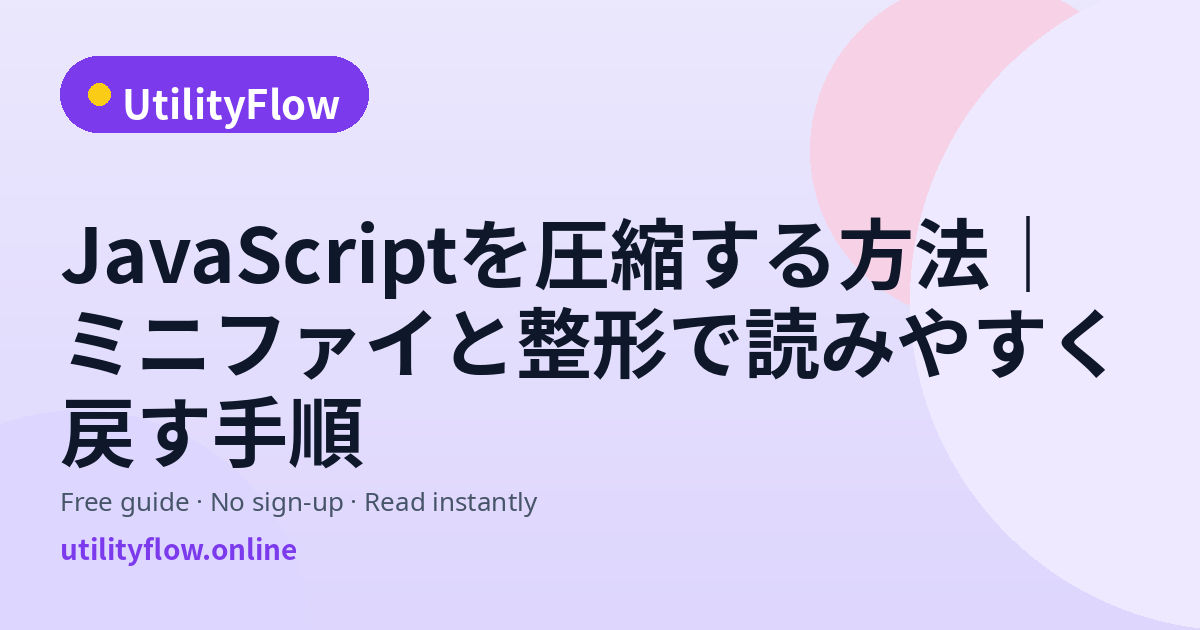 UtilityFlow
JavaScriptを圧縮する方法｜
ミニファイと整形で読みやすく
戻す手順
Free guide · No sign-up · Read instantly
utilityflow.online